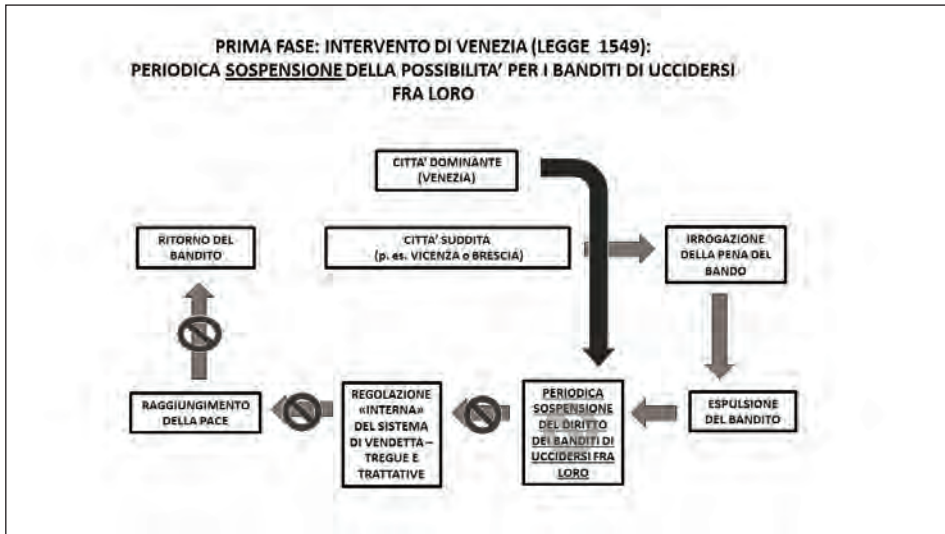 PRIMA FASE: INTERVENTO DI VENEZIA (LEGGE 1549):
PERIODICA SOSPENSIONE DELLA POSSIBILITA' PER I BANDITI DI UCCIDERSI
FRA LORO
CITTA' DOMINANTE
(VENEZIA)
RITORNO DEL
BANDITO
CITTA' SUDDITA
(p. es. VICENZA o BRESCIA)
IRROGAZIONE
DELLA PENA DEL
BANDO
RAGGIUNGIMENTO
DELLA PACE
REGOLAZIONE
«INTERNA»
DEL SISTEMA
DI VENDETTA –
TREGUE E
TRATTATIVE
PERIODICA
SOSPENSIONE
DEL DIRITTO
DEI BANDITI DI
UCCIDERSI FRA
LORO
ESPULSIONE
DEL BANDITO